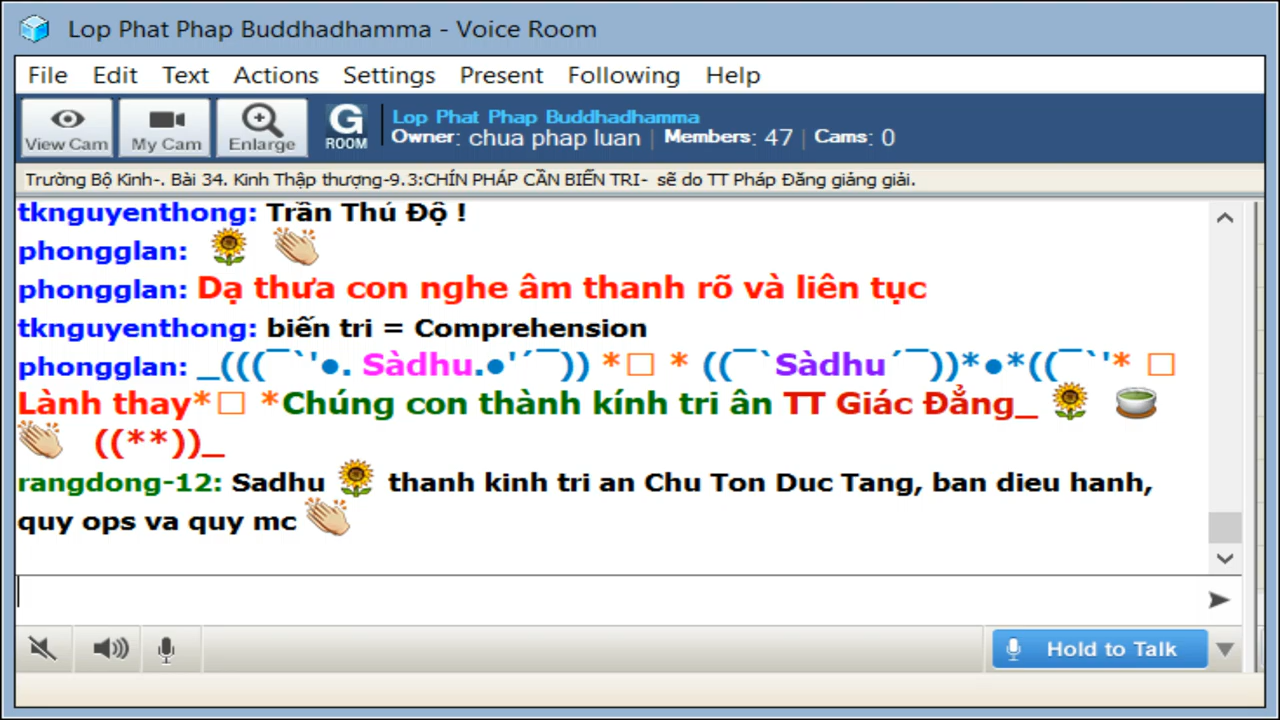 Lop Phat Phap Buddhadhamma - Voice Room
File Edit Text Actions Settings Present Following Help
View Cam My Cam Enlarge G ROOM
Lop Phat Phap Buddhadhamma
Owner: chua phap luan | Members: 47 | Cams: 0
Trường Bộ Kinh-. Bài 34. Kinh Thập thượng-9.3:CHÍN PHÁP CẦN BIẾN TRI- sẽ do TT Pháp Đăng giảng giải.
tknguyenthong: Trần Thú Độ !
phongglan: 🌻 👏
phongglan: Dạ thưa con nghe âm thanh rõ và liên tục
tknguyenthong: biến tri = Comprehension
phongglan: _(((¯`'●. Sàdhu.●'´¯)) *□ * ((¯`Sàdhu´¯))*●*((¯`'* □
Lành thay*□ *Chúng con thành kính tri ân TT Giác Đẳng_ 🌻 🍵
👏 ((**))_
rangdong-12: Sadhu 🌻 thanh kinh tri an Chu Ton Duc Tang, ban dieu hanh,
quy ops va quy mc 👏
Hold to Talk